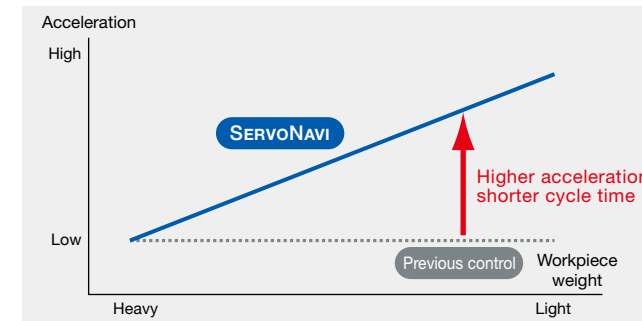 Acceleration
High
SERVONAVI
Higher acceleration
shorter cycle time
Low
Previous control
Workpiece
weight
Heavy
Light